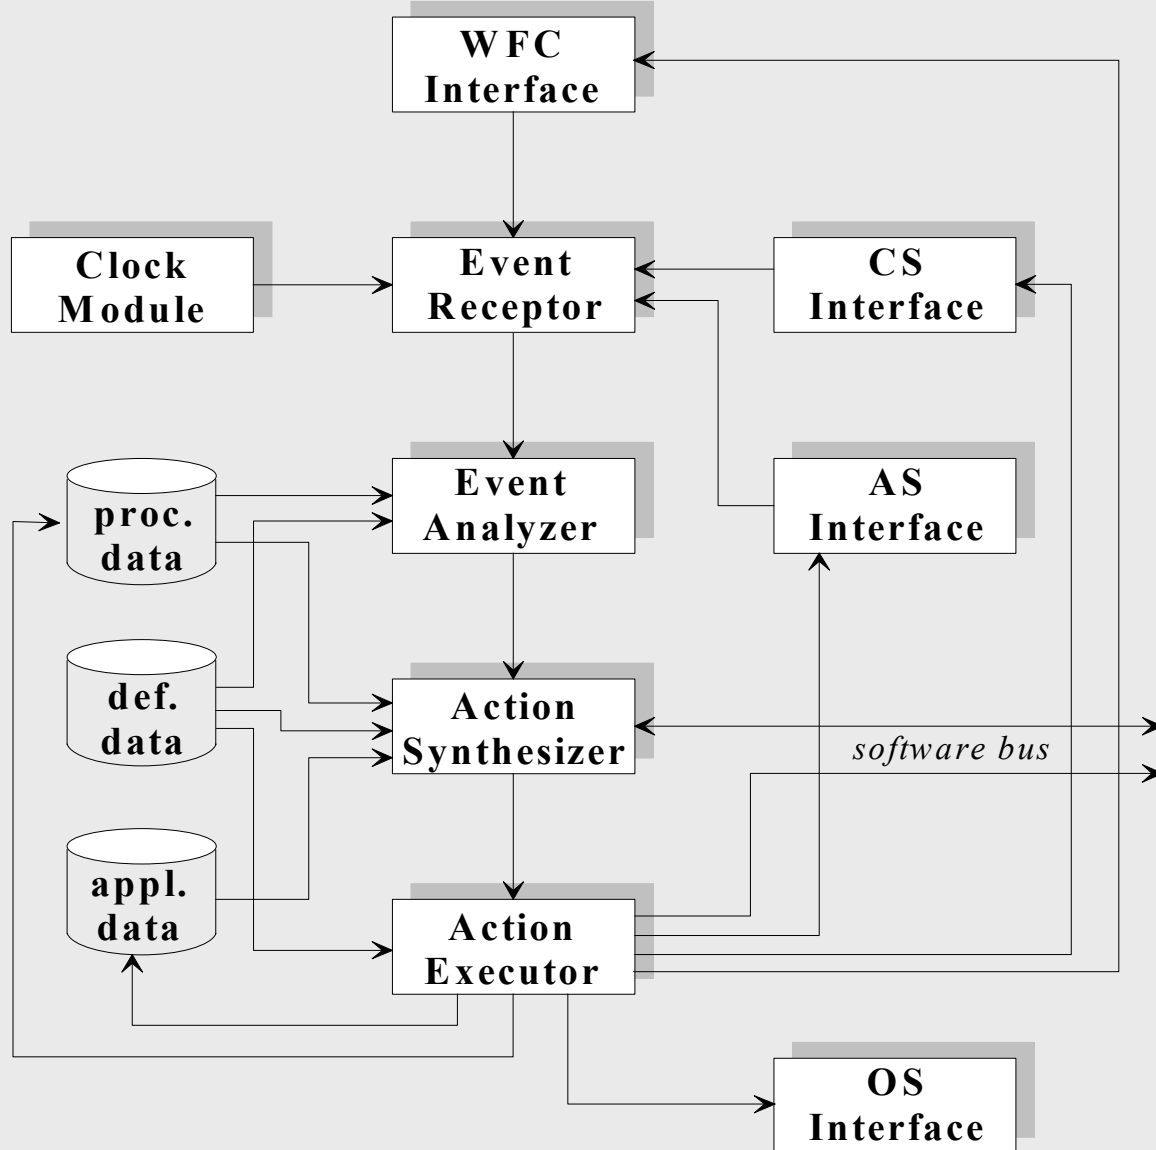 WFC
Interface
Clock
Module
Event
Receptor
CS
Interface
proc.
data
Event
Analyzer
AS
Interface
def.
data
Action
Synthesizer
software bus
appl.
data
Action
Executor
OS
Interface